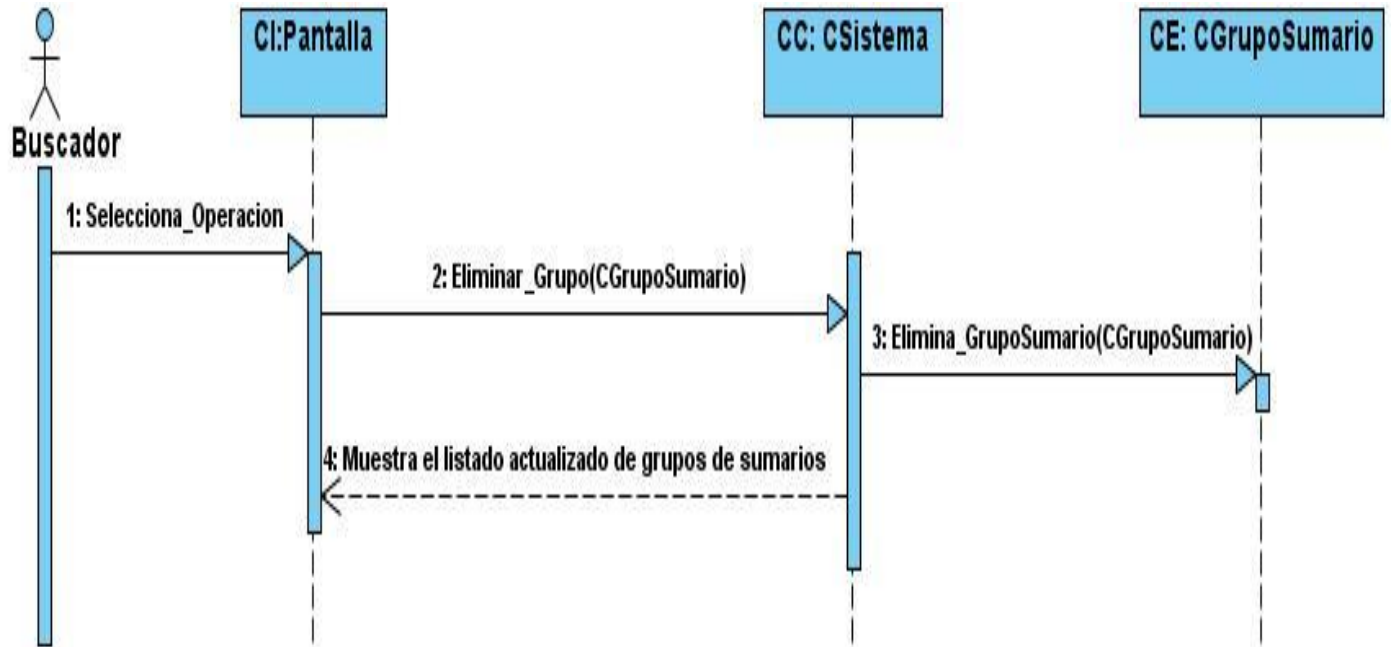 CI:Pantalla
CC: CSistema
CE: CGrupoSumario
Buscador
1: Selecciona_Operacion
2: Eliminar_Grupo(CGrupoSumario)
3: Elimina_GrupoSumario(CGrupoSumario)
4: Muestra el listado actualizado de grupos de sumarios